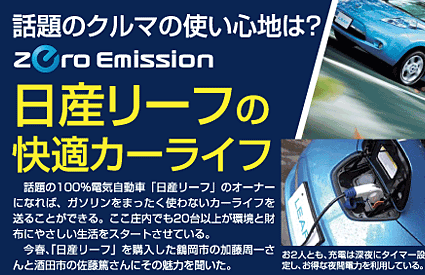 話題のクルマの使い心地は？
zero Emission
日産リーフの
快適カーライフ
話題の100％電気自動車「日産リーフ」のオーナー
になれば、ガソリンをまったく使わないカーライフを
送ることができる。ここ庄内でも20台以上が環境と財
布にやさしい生活をスタートさせている。
今春、「日産リーフ」を購入した鶴岡市の加藤周一さ
んと酒田市の佐藤篤さんにその魅力を聞いた。
LEAF
お2人とも、充電は深夜にタイマー設
定し、お得な夜間電力を利用している。